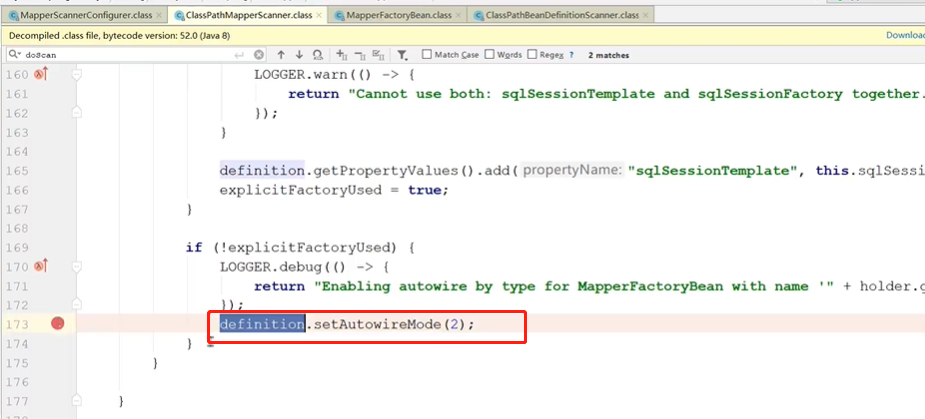 MapperScannerConfigurer.class × ClassPathMapperScanner.class × MapperFactoryBean.class × ClassPathBeanDefinitionScanner.class ×
Decompiled .class file, bytecode version: 52.0 (Java 8) Downloa
doScan Match Case Words Regex ? 2 matches
160 LOGGER.warn(() -> {
161 return "Cannot use both: sqlSessionTemplate and sqlSessionFactory together.
162 });
163 }
164
165 definition.getPropertyValues().add( propertyName: "sqlSessionTemplate", this.sqlSessi
166 explicitFactoryUsed = true;
167 }
168
169 if (!explicitFactoryUsed) {
170 LOGGER.debug(() -> {
171 return "Enabling autowire by type for MapperFactoryBean with name '" + holder.g
172 });
173 definition.setAutowireMode(2);
174 }
175 }
176
177 }